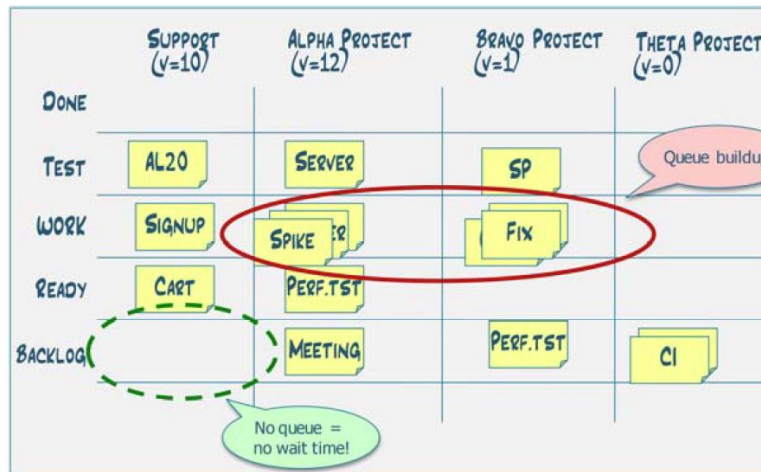 SUPPORT
(V=10)
ALPHA PROJECT
(V=12)
BRAVO PROJECT
(V=1)
THETA PROJECT
(V=0)
DONE
TEST
AL20
SERVER
SP
Queue buildu
WORK
SIGNUP
SPIKE
ER
FIX
READY
CART
PERF.TST
BACKLOG
MEETING
PERF.TST
CI
No queue =
no wait time!